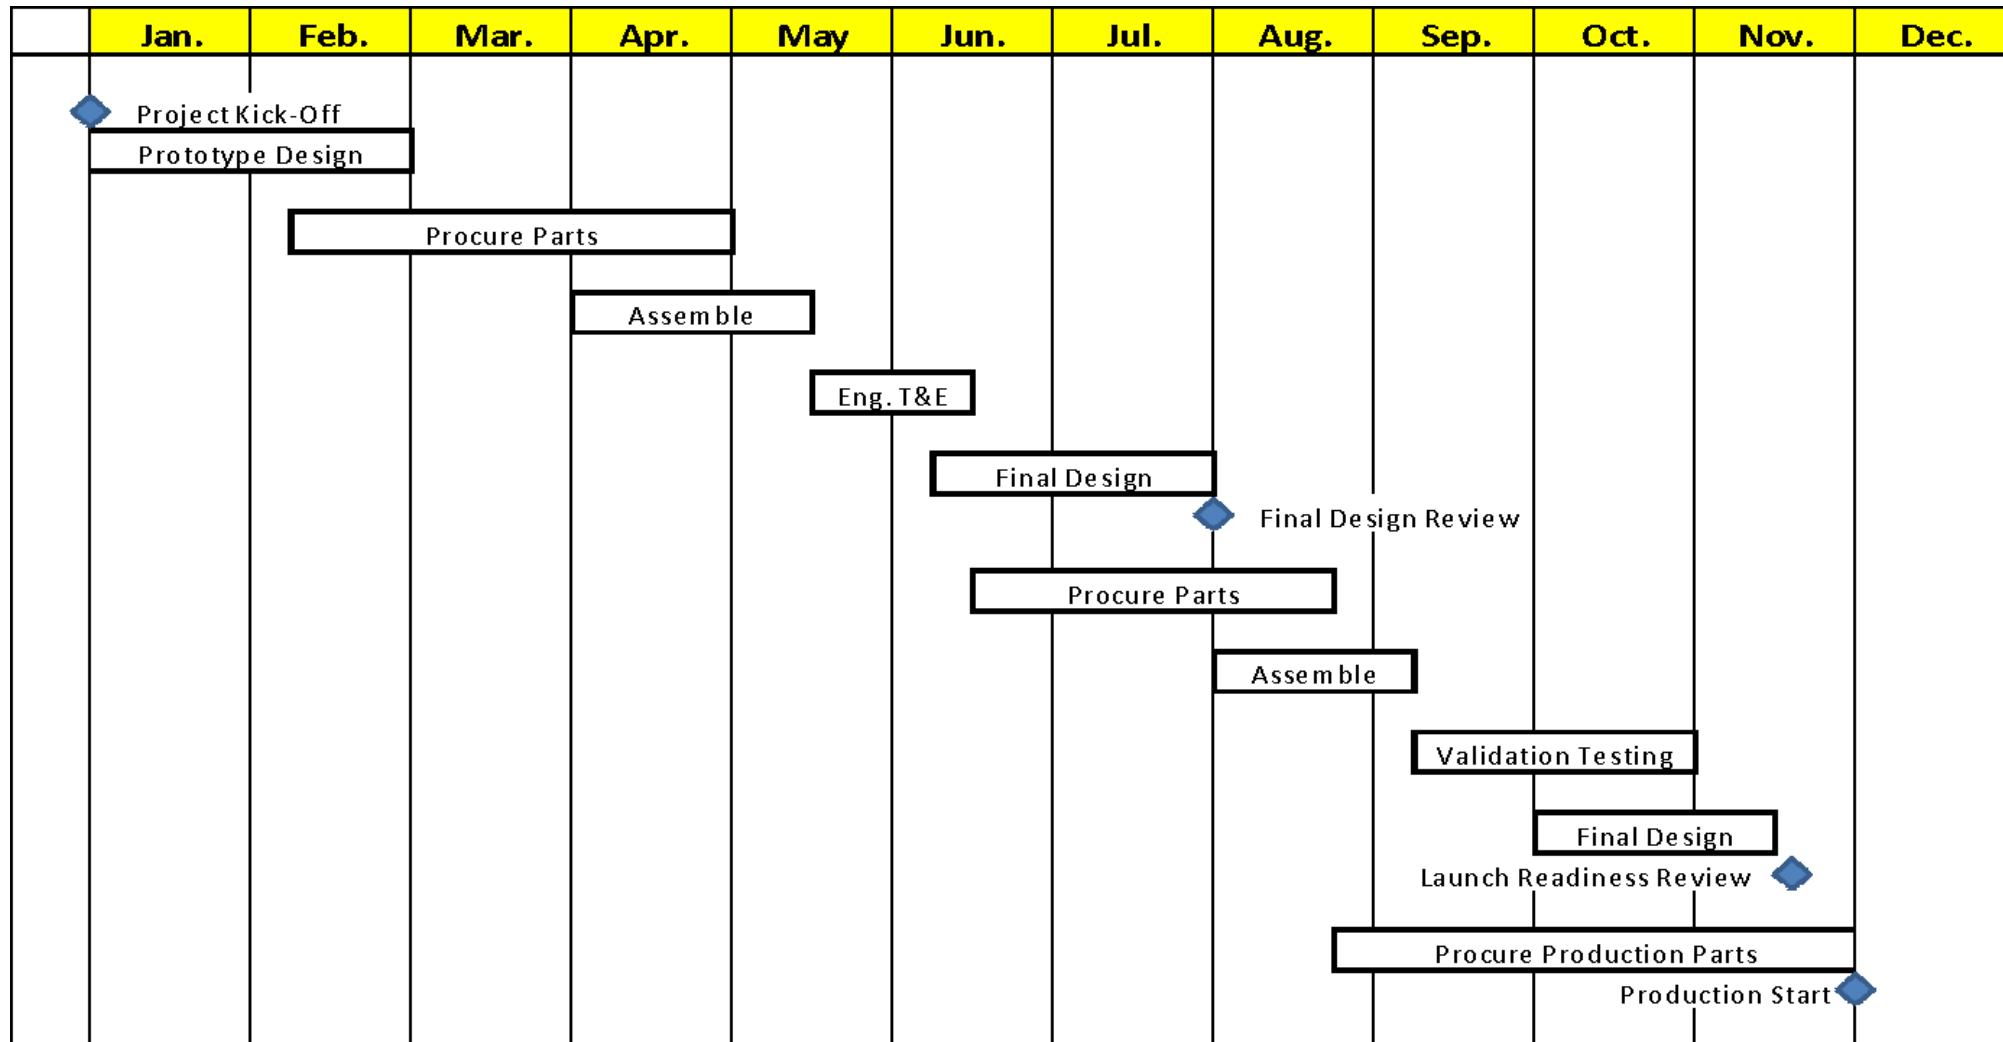 Jan. Feb. Mar. Apr. May Jun. Jul. Aug. Sep. Oct. Nov. Dec.
Project Kick-Off
Prototype Design
Procure Parts
Assemble
Eng. T&E
Final Design
Final Design Review
Procure Parts
Assemble
Validation Testing
Final Design
Launch Readiness Review
Procure Production Parts
Production Start